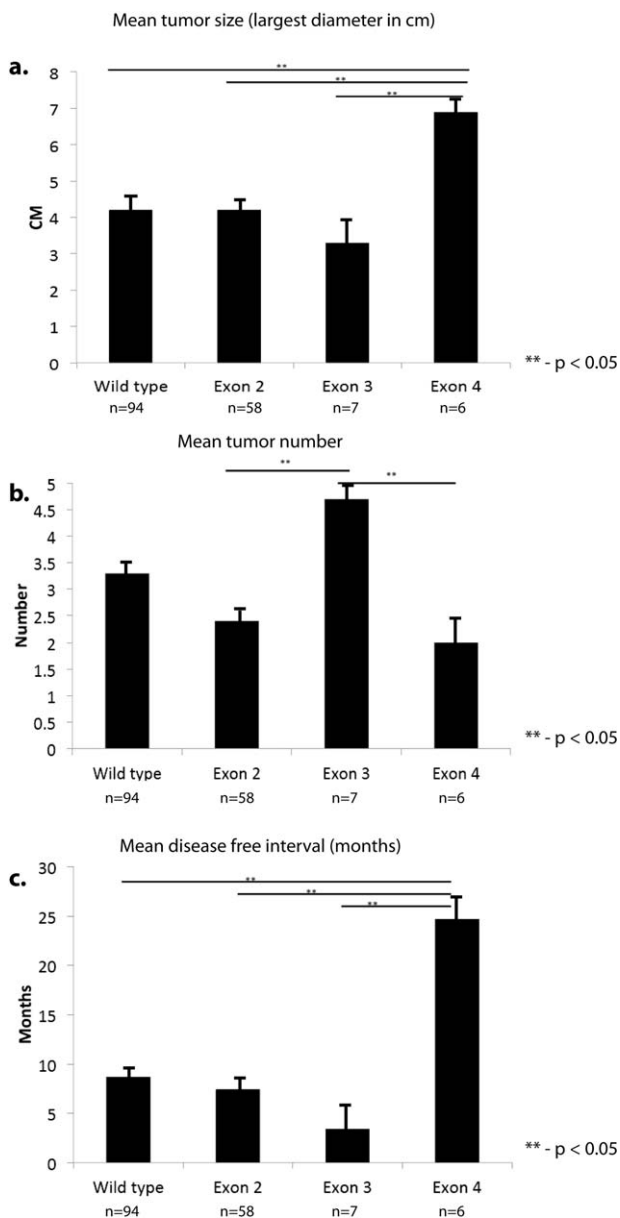 Mean tumor size (largest diameter in cm)
a.
8
**
**
7
**
6
5
4
3
2
1
0
CM
** - p < 0.05
Wild type Exon 2 Exon 3 Exon 4
n=94 n=58 n=7 n=6
Mean tumor number
b.
**
**
5
4.5
4
3.5
3
2.5
2
1.5
1
0.5
0
Number
** - p < 0.05
Wild type Exon 2 Exon 3 Exon 4
n=94 n=58 n=7 n=6
Mean disease free interval (months)
c.
30
**
**
**
25
20
15
10
5
0
Months
** - p < 0.05
Wild type Exon 2 Exon 3 Exon 4
n=94 n=58 n=7 n=6